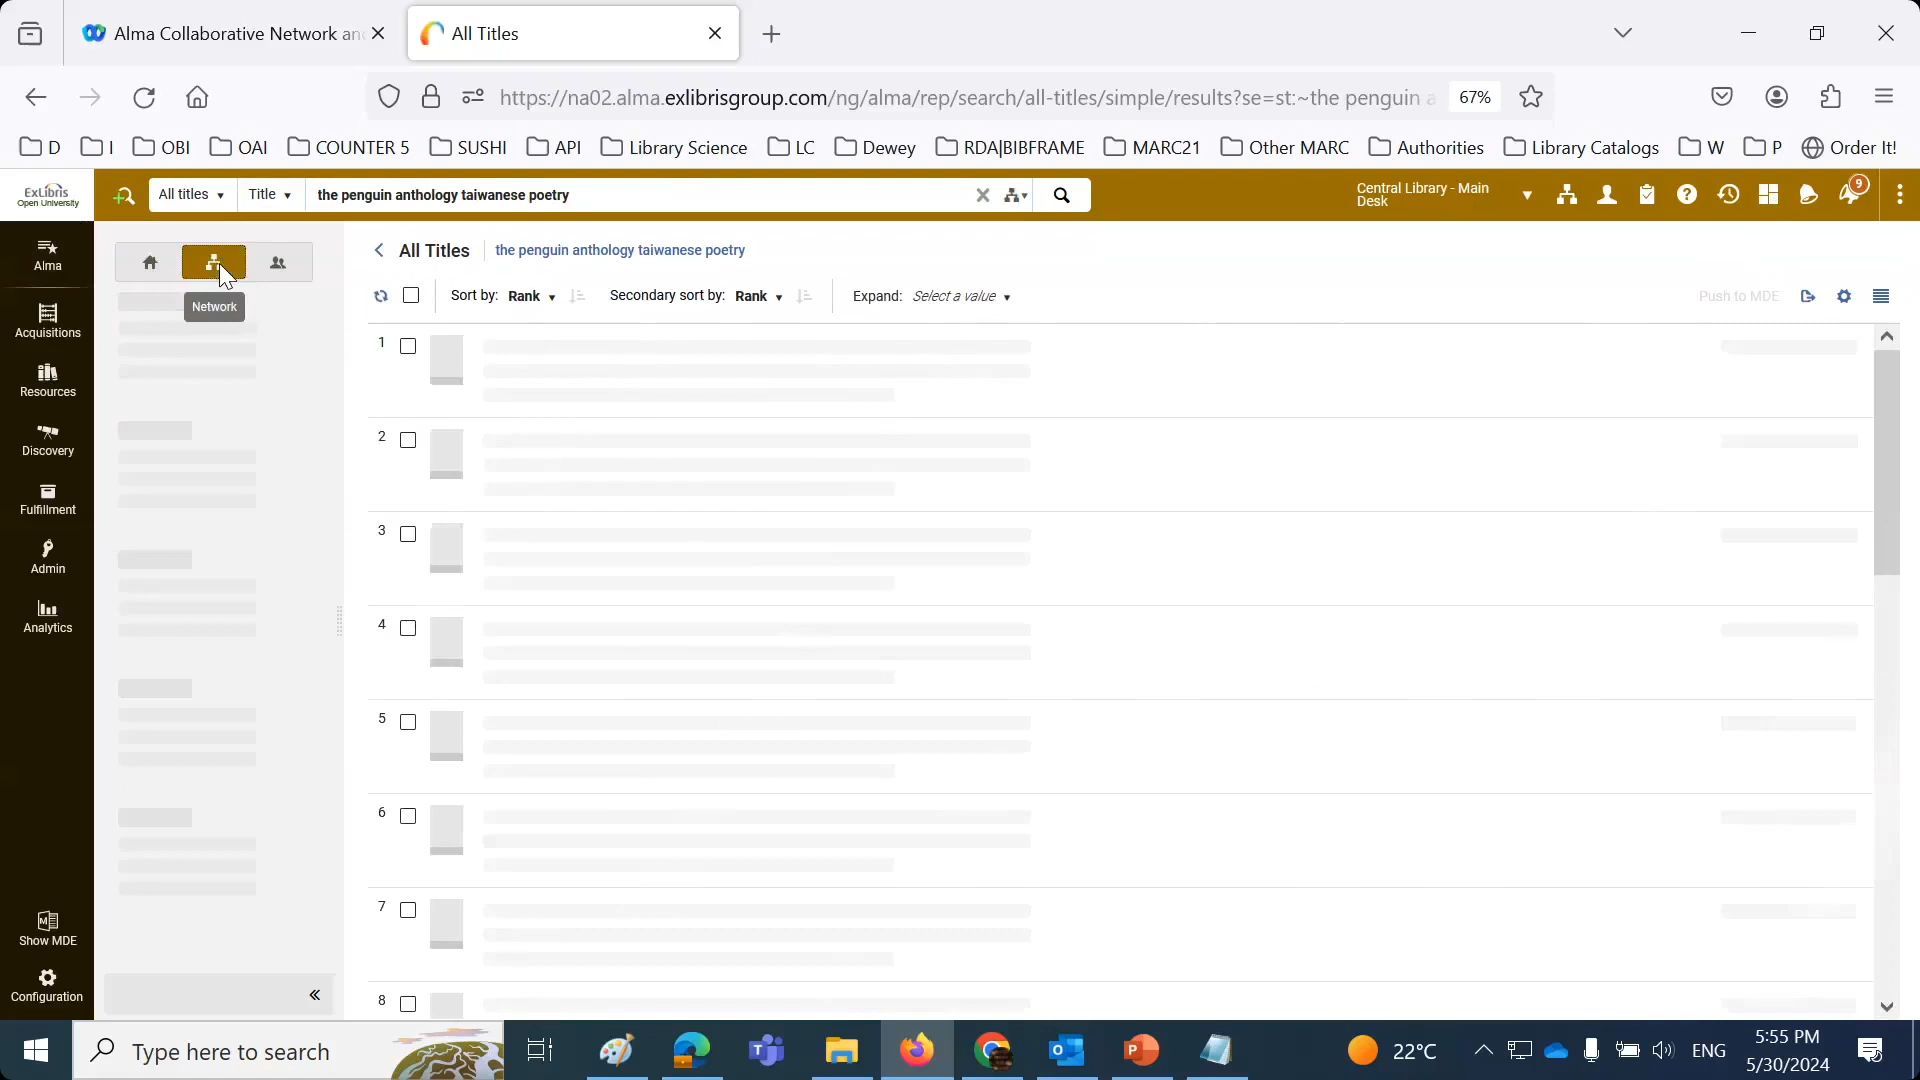 Alma Collaborative Network an
All Titles
https://na02.alma.exlibrisgroup.com/ng/alma/rep/search/all-titles/simple/results?se=st:~the penguin a
67%
D
I
OBI
OAI
COUNTER 5
SUSHI
API
Library Science
LC
Dewey
RDA|BIBFRAME
MARC21
Other MARC
Authorities
Library Catalogs
W
P
Order It!
ExLibris
Open University
All titles
Title
the penguin anthology taiwanese poetry
Central Library - Main
Desk
9
Alma
Acquisitions
Resources
Discovery
Fulfillment
Admin
Analytics
Show MDE
Configuration
Network
All Titles
the penguin anthology taiwanese poetry
Sort by: Rank
Secondary sort by: Rank
Expand: Select a value
Push to MDE
1
2
3
4
5
6
7
8
Type here to search
22°C
ENG
5:55 PM
5/30/2024